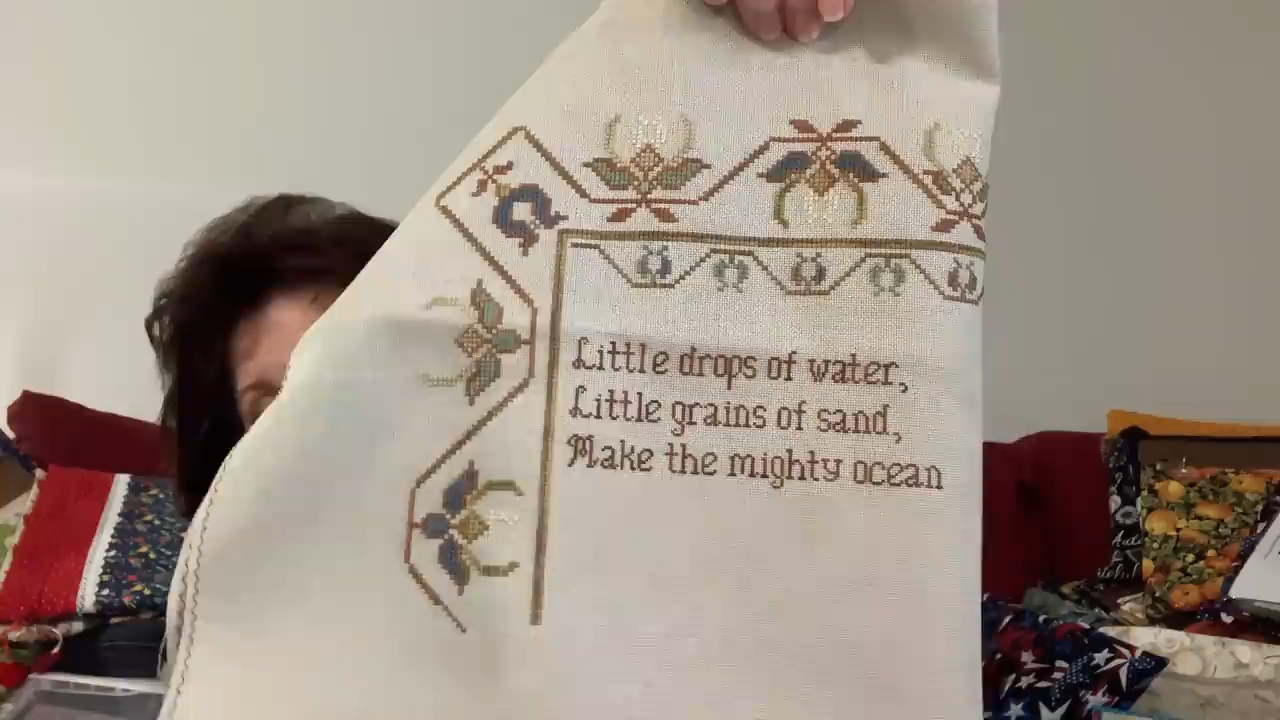 Little drops of water,
Little grains of sand,
Make the mighty ocean